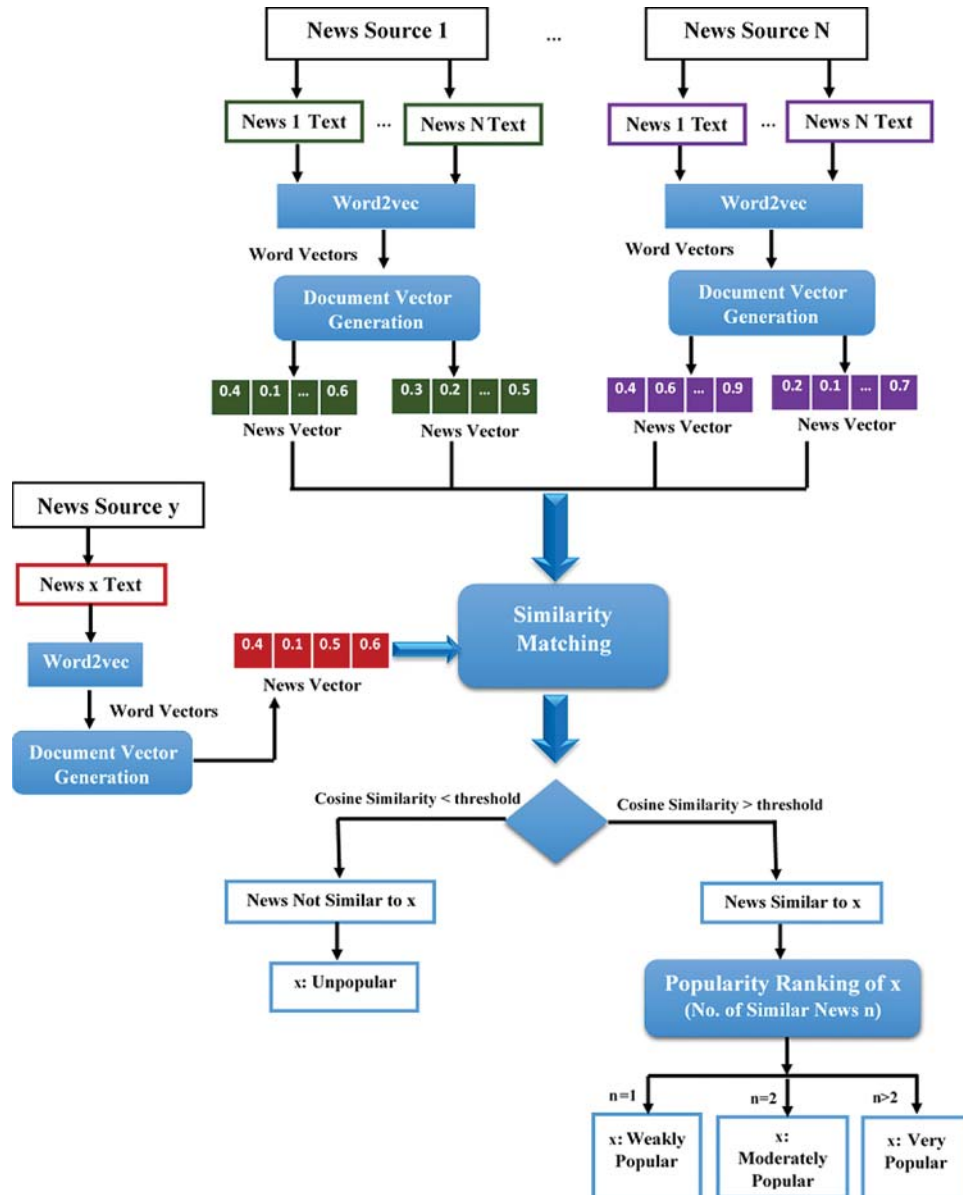 News Source 1
...
News Source N
News 1 Text
...
News N Text
News 1 Text
...
News N Text
Word2vec
Word2vec
Word Vectors
Word Vectors
Document Vector
Generation
Document Vector
Generation
0.4 0.1 ... 0.6
0.3 0.2 ... 0.5
0.4 0.6 ... 0.9
0.2 0.1 ... 0.7
News Vector
News Vector
News Vector
News Vector
News Source y
News x Text
Word2vec
Word Vectors
Document Vector
Generation
0.4 0.1 0.5 0.6
News Vector
Similarity
Matching
Cosine Similarity < threshold
Cosine Similarity > threshold
News Not Similar to x
x: Unpopular
News Similar to x
Popularity Ranking of x
(No. of Similar News n)
n=1
n=2
n>2
x: Weakly
Popular
x:
Moderately
Popular
x: Very
Popular